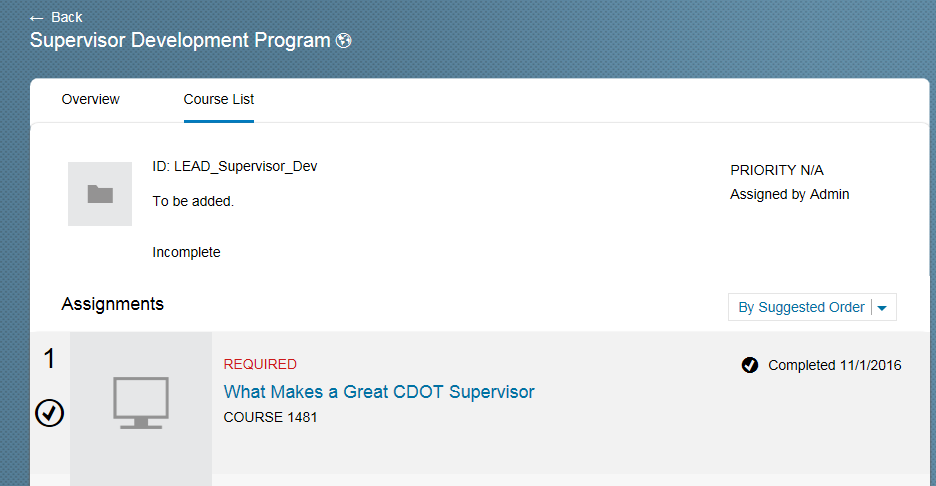 ← Back
Supervisor Development Program
Overview
Course List
ID: LEAD_Supervisor_Dev
To be added.
Incomplete
PRIORITY N/A
Assigned by Admin
Assignments
By Suggested Order
1
REQUIRED
What Makes a Great CDOT Supervisor
COURSE 1481
Completed 11/1/2016